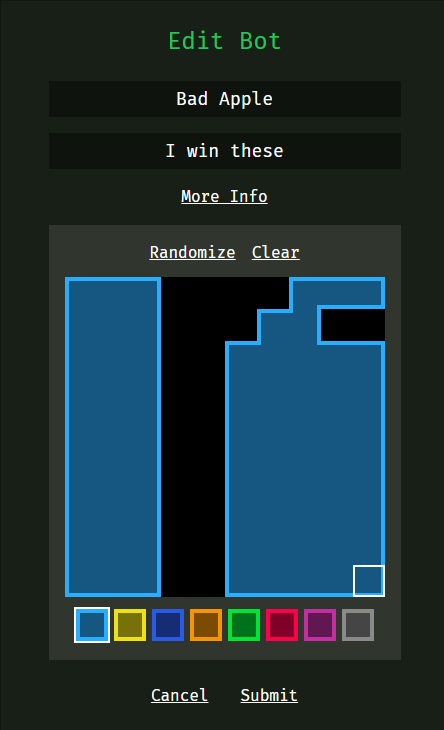 Edit Bot
Bad Apple
I win these
More Info
Randomize Clear
Cancel Submit